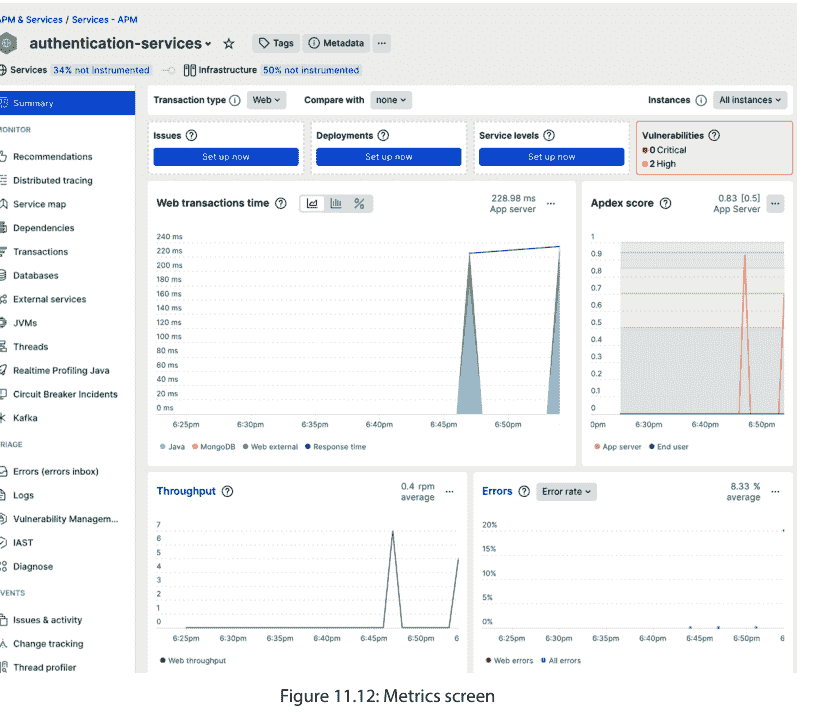 APM & Services / Services - APM
authentication-services
Tags
Metadata
...
Services 34% not instrumented
Infrastructure 50% not instrumented
Summary
MONITOR
Recommendations
Distributed tracing
Service map
Dependencies
Transactions
Databases
External services
JVMs
Threads
Realtime Profiling Java
Circuit Breaker Incidents
Kafka
TRIAGE
Errors (errors inbox)
Logs
Vulnerability Managem...
IAST
Diagnose
EVENTS
Issues & activity
Change tracking
Thread profiler
Transaction type
Web
Compare with
none
Instances
All instances
Issues
Set up now
Deployments
Set up now
Service levels
Set up now
Vulnerabilities
0 Critical
2 High
Web transactions time
%
228.98 ms
App server
...
240 ms
220 ms
200 ms
180 ms
160 ms
140 ms
120 ms
100 ms
80 ms
60 ms
40 ms
20 ms
0 ms
6:25pm 6:30pm 6:35pm 6:40pm 6:45pm 6:50pm
Java MongoDB Web external Response time
Apdex score
0.83 [0.5]
App Server
...
1
0.9
0.8
0.7
0.6
0.5
0.4
0.3
0.2
0.1
0
0pm 6:30pm 6:40pm 6:50pm
App server End user
Throughput
0.4 rpm
average
...
7
6
5
4
3
2
1
0
6:25pm 6:30pm 6:35pm 6:40pm 6:45pm 6:50pm 6
Web throughput
Errors
Error rate
8.33 %
average
...
20%
15%
10%
5%
0%
6:25pm 6:30pm 6:35pm 6:40pm 6:45pm 6:50pm 6
Web errors All errors
Figure 11.12: Metrics screen